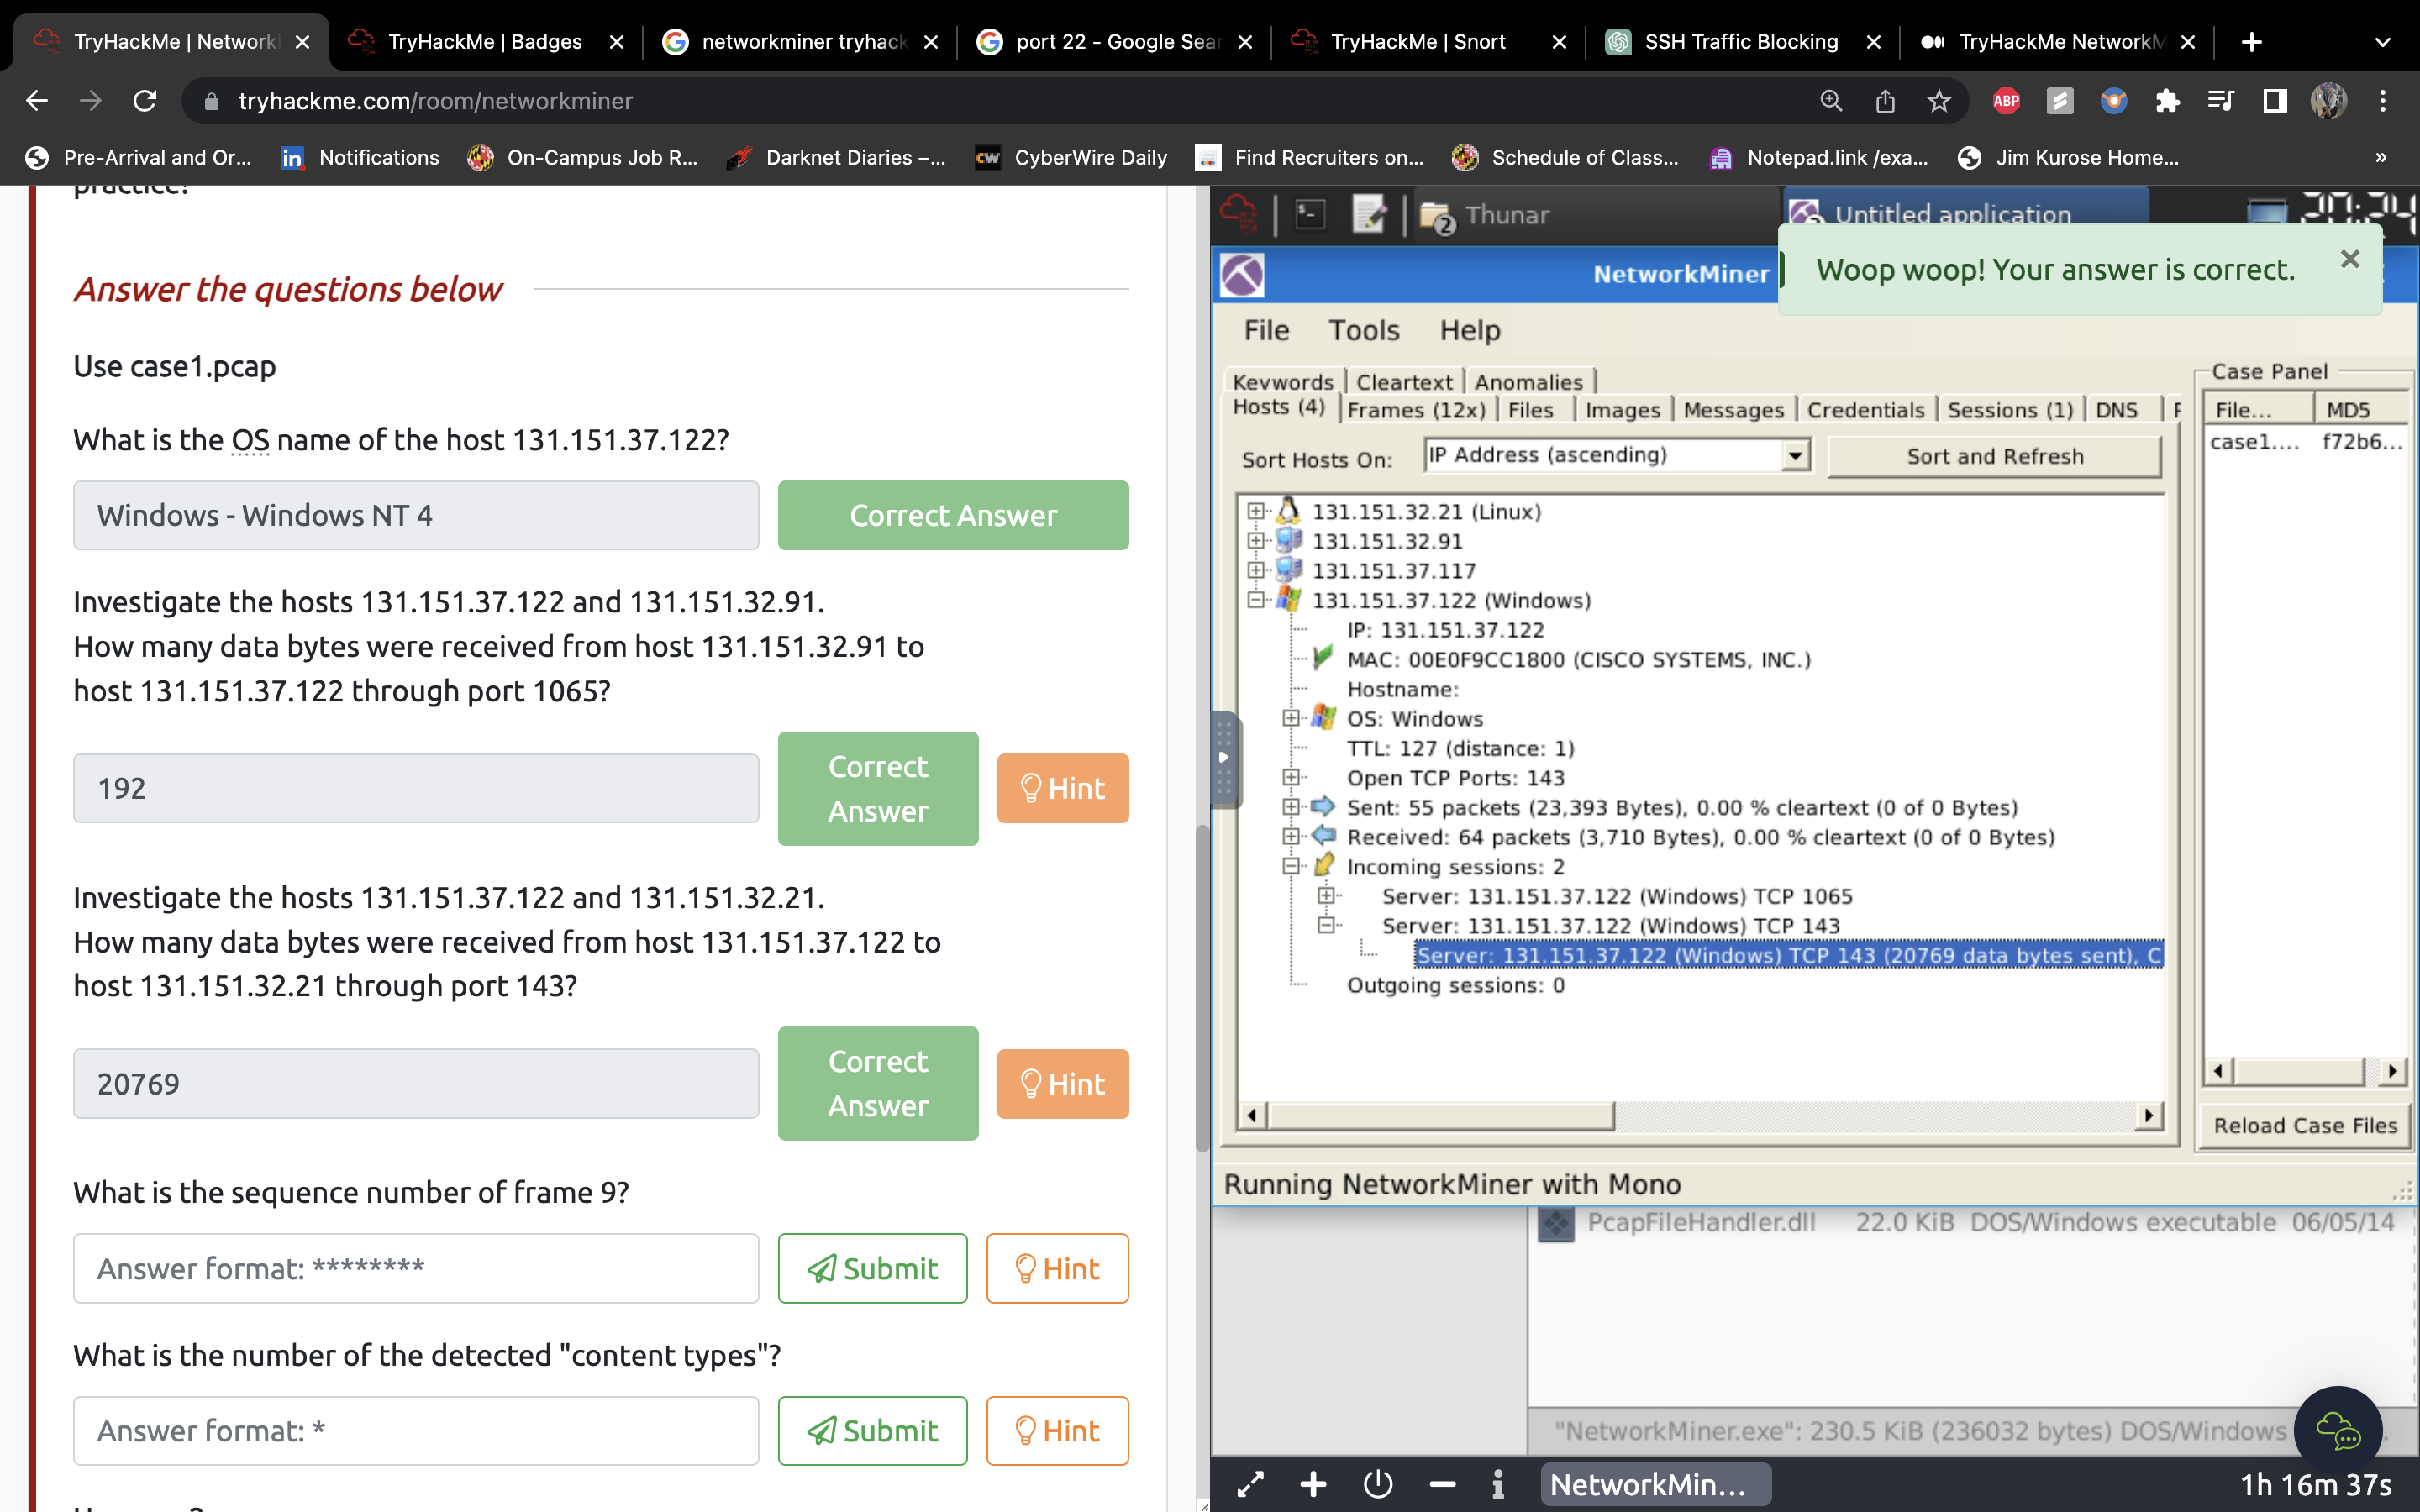 TryHackMe | Network
TryHackMe | Badges
networkminer tryhack
port 22 - Google Sear
TryHackMe | Snort
SSH Traffic Blocking
TryHackMe NetworkM
tryhackme.com/room/networkminer
ABP
Pre-Arrival and Or...
Notifications
On-Campus Job R...
Darknet Diaries –...
CW
CyberWire Daily
Find Recruiters on...
Schedule of Class...
Notepad.link /exa...
Jim Kurose Home...
»
practice?
Answer the questions below
Use case1.pcap
What is the OS name of the host 131.151.37.122?
Windows - Windows NT 4
Correct Answer
Investigate the hosts 131.151.37.122 and 131.151.32.91.
How many data bytes were received from host 131.151.32.91 to
host 131.151.37.122 through port 1065?
192
Correct
Answer
Hint
Investigate the hosts 131.151.37.122 and 131.151.32.21.
How many data bytes were received from host 131.151.37.122 to
host 131.151.32.21 through port 143?
20769
Correct
Answer
Hint
What is the sequence number of frame 9?
Answer format: ********
Submit
Hint
What is the number of the detected "content types"?
Answer format: *
Submit
Hint
2 Thunar
Untitled application
20:24
NetworkMiner
Woop woop! Your answer is correct.
File Tools Help
Keywords Cleartext Anomalies
Hosts (4) Frames (12x) Files Images Messages Credentials Sessions (1) DNS
Sort Hosts On: IP Address (ascending) Sort and Refresh
131.151.32.21 (Linux)
131.151.32.91
131.151.37.117
131.151.37.122 (Windows)
IP: 131.151.37.122
MAC: 00E0F9CC1800 (CISCO SYSTEMS, INC.)
Hostname:
OS: Windows
TTL: 127 (distance: 1)
Open TCP Ports: 143
Sent: 55 packets (23,393 Bytes), 0.00 % cleartext (0 of 0 Bytes)
Received: 64 packets (3,710 Bytes), 0.00 % cleartext (0 of 0 Bytes)
Incoming sessions: 2
Server: 131.151.37.122 (Windows) TCP 1065
Server: 131.151.37.122 (Windows) TCP 143
Server: 131.151.37.122 (Windows) TCP 143 (20769 data bytes sent), C
Outgoing sessions: 0
Case Panel
File... MD5
case1.... f72b6...
Reload Case Files
Running NetworkMiner with Mono
PcapFileHandler.dll 22.0 KiB DOS/Windows executable 06/05/14
"NetworkMiner.exe": 230.5 KiB (236032 bytes) DOS/Windows
NetworkMin...
1h 16m 37s